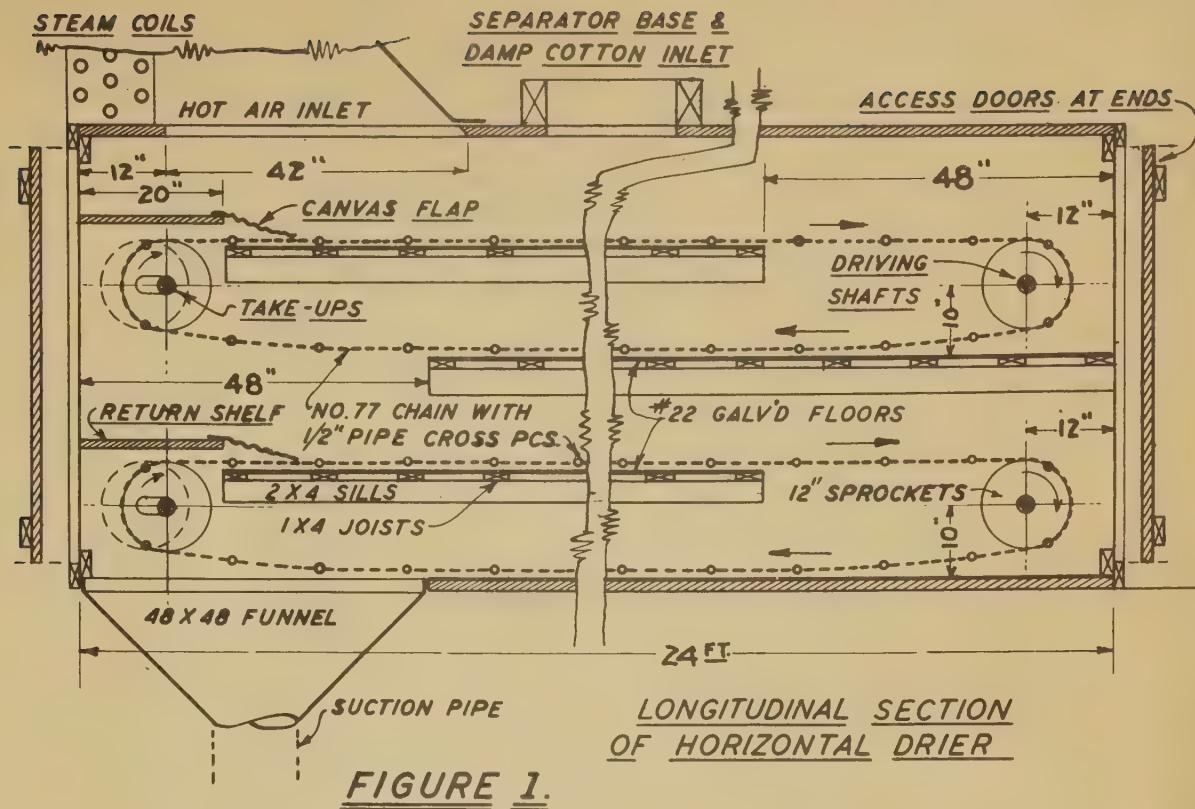 STEAM COILS
SEPARATOR BASE &
DAMP COTTON INLET
ACCESS DOORS AT ENDS
HOT AIR INLET
12"
42"
48"
20"
12"
CANVAS FLAP
DRIVING
SHAFTS
TAKE-UPS
10"
48"
RETURN SHELF
NO. 77 CHAIN WITH
1/2" PIPE CROSS PCS.
#22 GALV'D FLOORS
12"
2 X 4 SILLS
12" SPROCKETS
1 X 4 JOISTS
10"
48 X 48 FUNNEL
24 FT.
SUCTION PIPE
LONGITUDINAL SECTION
OF HORIZONTAL DRIER
FIGURE 1.